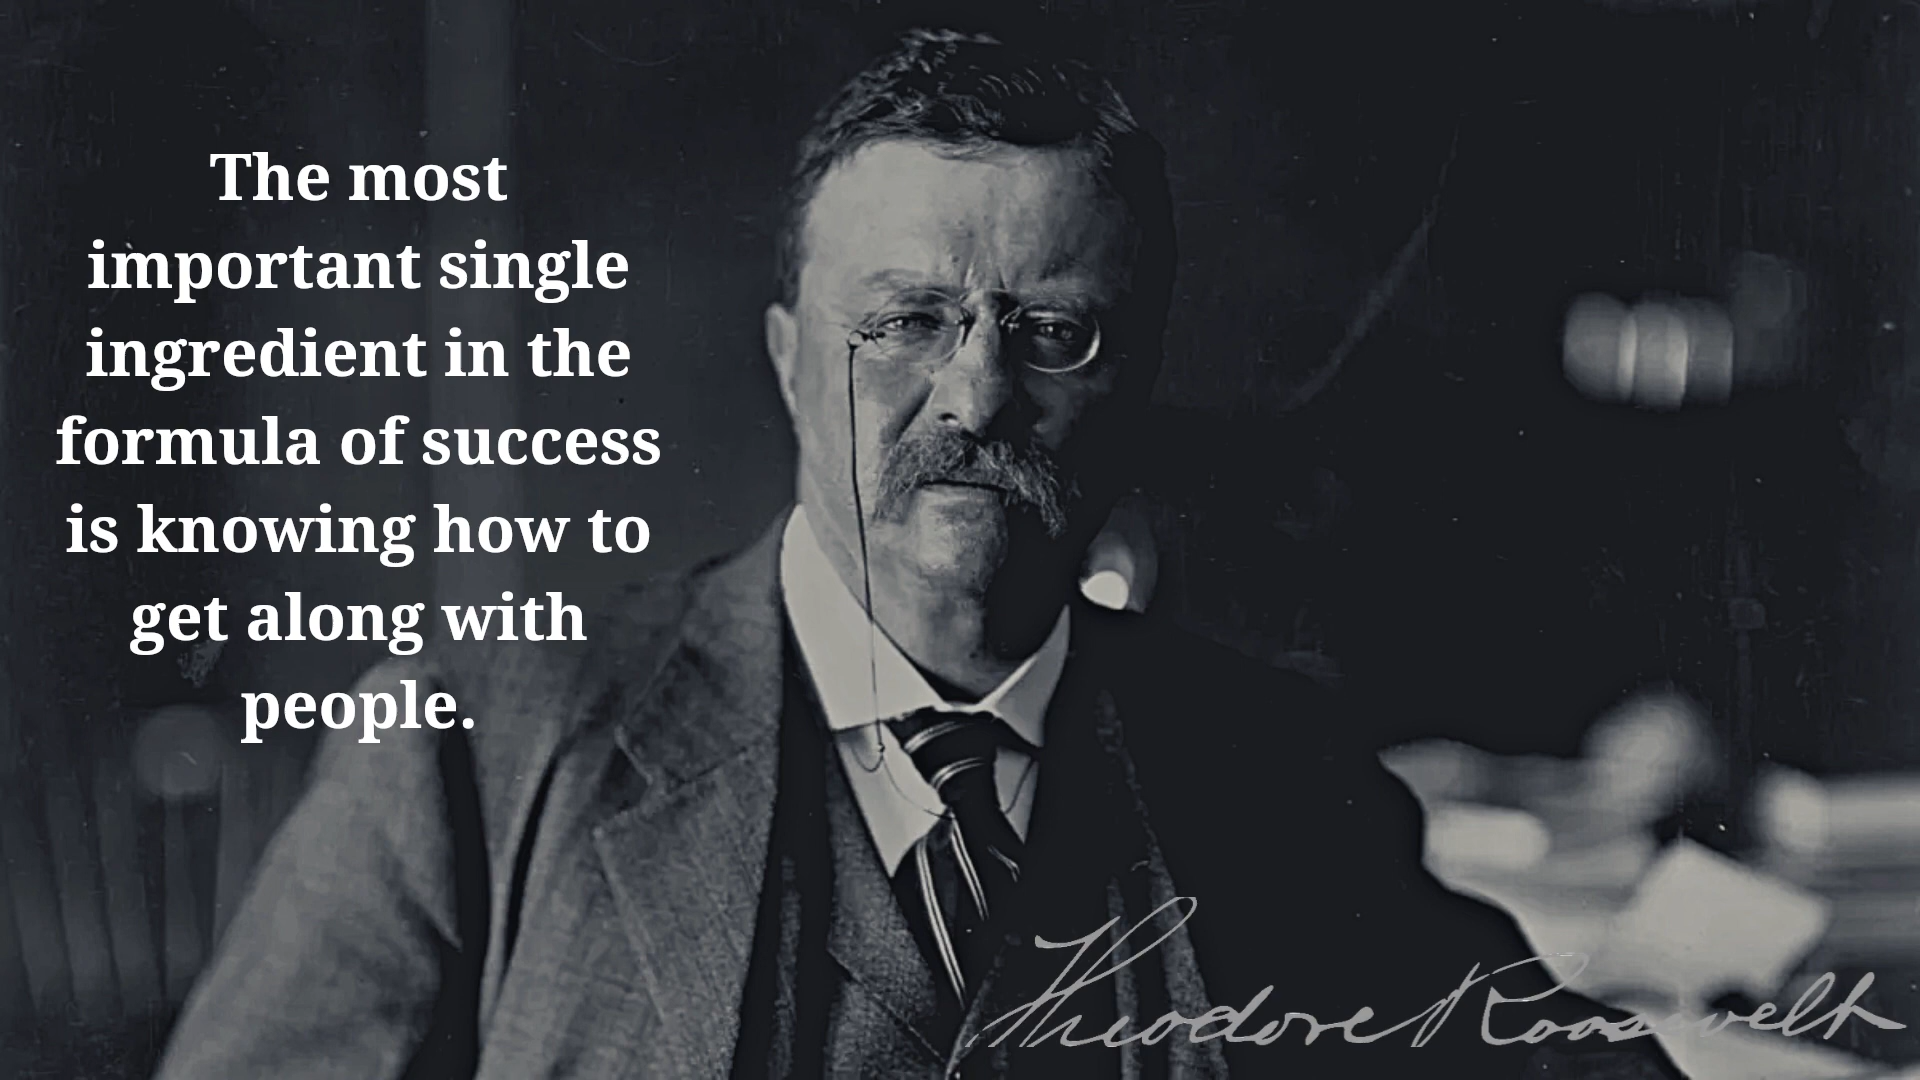 The most
important single
ingredient in the
formula of success
is knowing how to
get along with
people.
Theodore Roosevelt